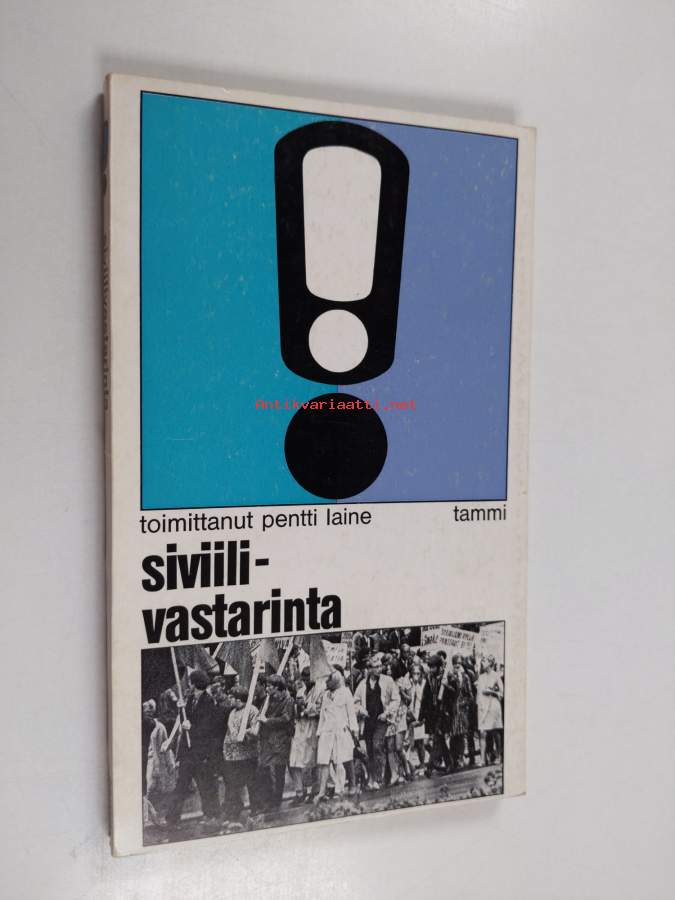 Antikvariaatti.net
toimittanut pentti laine
tammi
siviili-
vastarinta